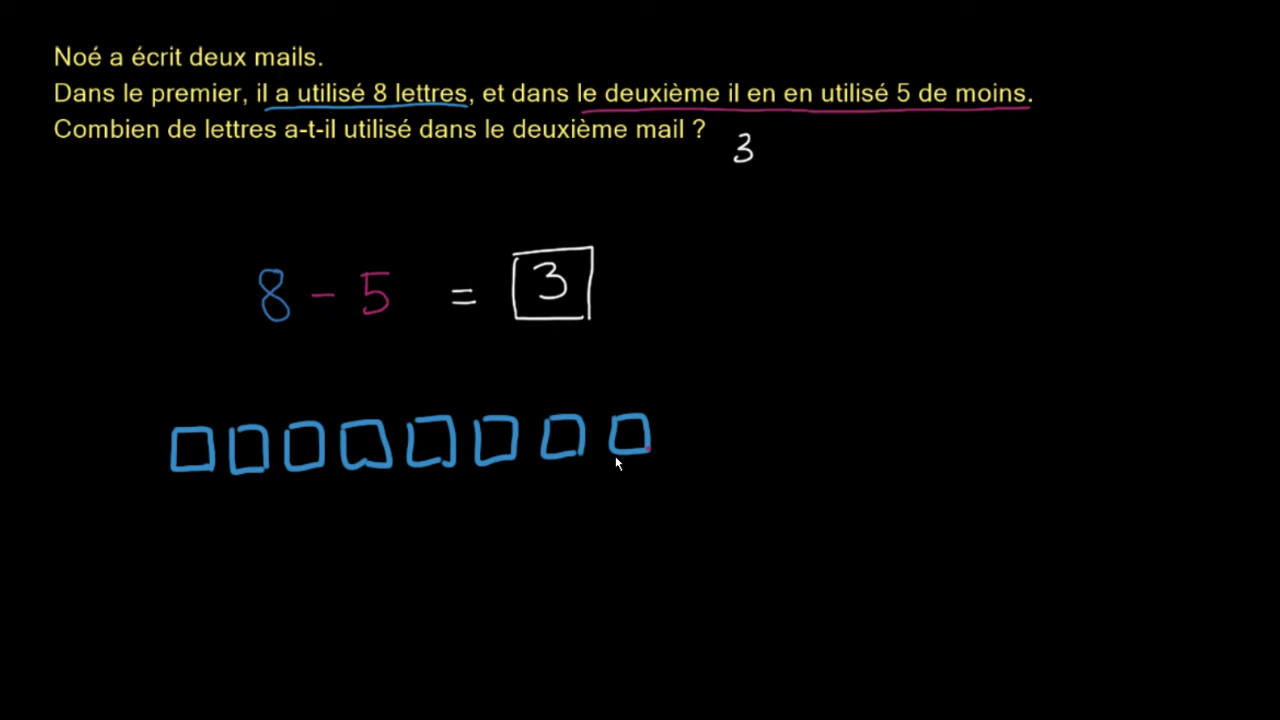 Noé a écrit deux mails.
Dans le premier, il a utilisé 8 lettres, et dans le deuxième il en en utilisé 5 de moins.
Combien de lettres a-t-il utilisé dans le deuxième mail ?
3
8 - 5 = 3